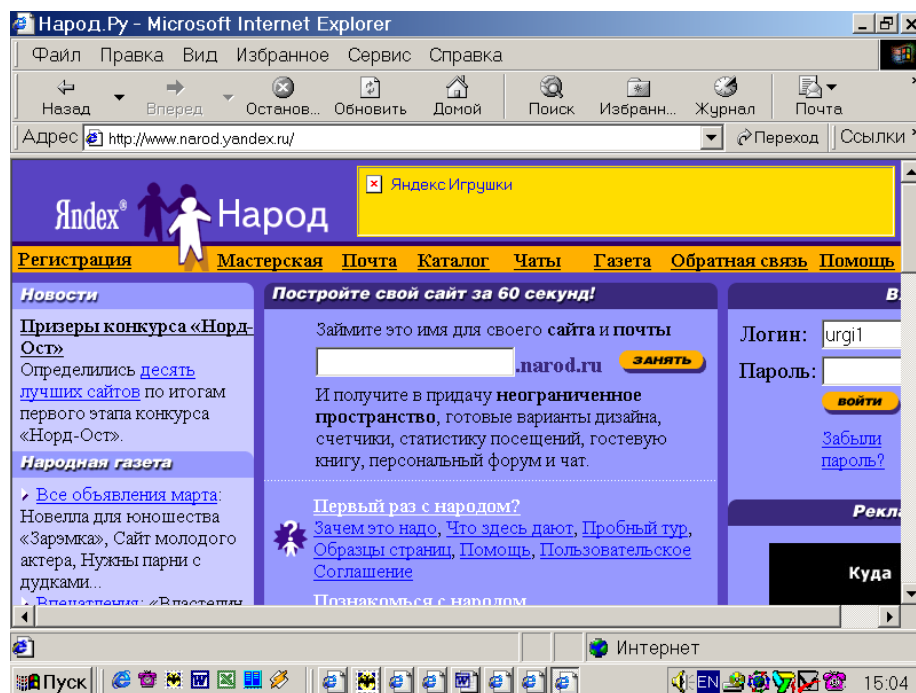 Народ.Ру - Microsoft Internet Explorer
Файл Правка Вид Избранное Сервис Справка
Назад Вперед Останов... Обновить Домой Поиск Избранн... Журнал Почта
Адрес http://www.narod.yandex.ru/ Переход Ссылки »
Яndex® Народ
Яндекс Игрушки
Регистрация Мастерская Почта Каталог Чаты Газета Обратная связь Помощь
Новости
Призеры конкурса «Норд-
Ост»
Определились десять
лучших сайтов по итогам
первого этапа конкурса
«Норд-Ост».
Народная газета
Все объявления марта:
Новелла для юношества
«Зарэмка», Сайт молодого
актера, Нужны парни с
дудками...
Впечатления: «Властелин
Постройте свой сайт за 60 секунд!
Займите это имя для своего сайта и почты
.narod.ru занять
И получите в придачу неограниченное
пространство, готовые варианты дизайна,
счетчики, статистику посещений, гостевую
книгу, персональный форум и чат.
Первый раз с народом?
Зачем это надо, Что здесь дают, Пробный тур,
Образцы страниц, Помощь, Пользовательское
Соглашение
Познакомься с народом
В
Логин: urgi1
Пароль:
войти
Забыли
пароль?
Рекл
Куда
Интернет
Пуск EN 15:04